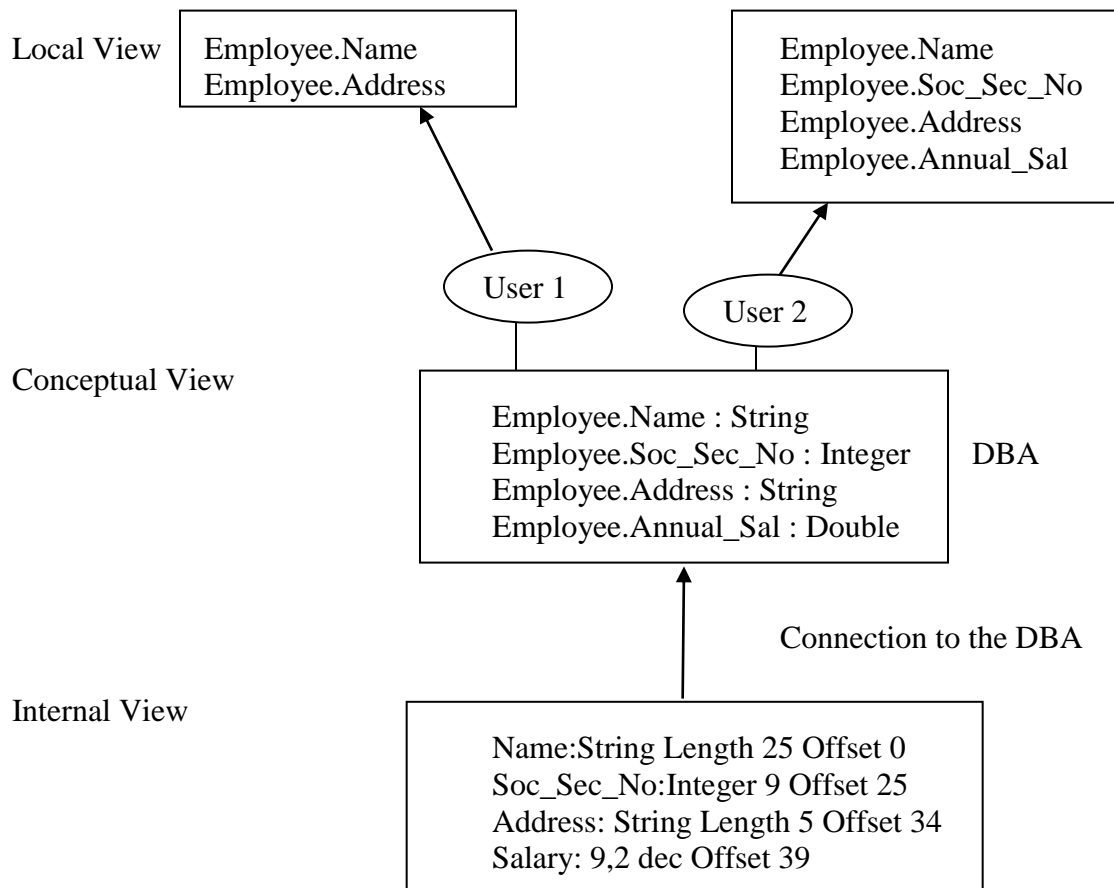 Local View
Employee.Name
Employee.Address
Employee.Name
Employee.Soc_Sec_No
Employee.Address
Employee.Annual_Sal
User 1
User 2
Conceptual View
Employee.Name : String
Employee.Soc_Sec_No : Integer
Employee.Address : String
Employee.Annual_Sal : Double
DBA
Connection to the DBA
Internal View
Name:String Length 25 Offset 0
Soc_Sec_No:Integer 9 Offset 25
Address: String Length 5 Offset 34
Salary: 9,2 dec Offset 39